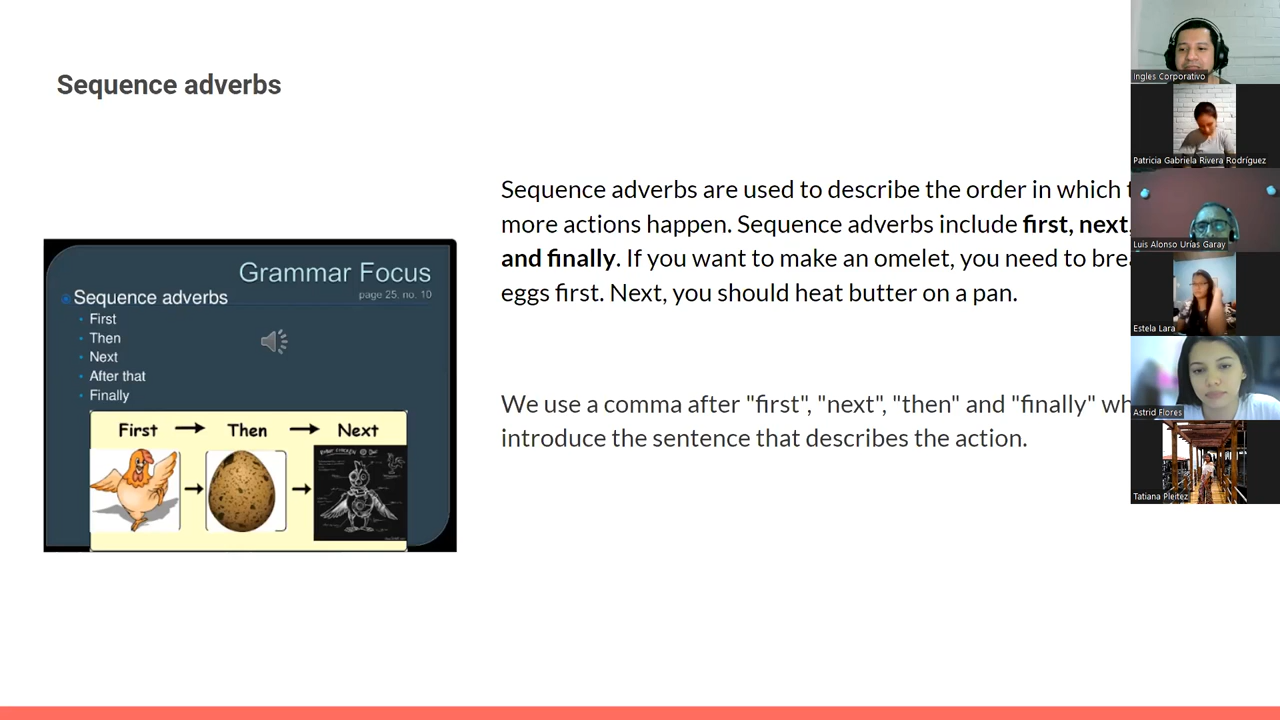 Sequence adverbs
Sequence adverbs are used to describe the order in which
more actions happen. Sequence adverbs include first, next,
and finally. If you want to make an omelet, you need to
eggs first. Next, you should heat butter on a pan.
We use a comma after "first", "next", "then" and "finally"
introduce the sentence that describes the action.
Grammar Focus
page 25, no. 10
Sequence adverbs
First
Then
Next
After that
Finally
First Then Next
Ingles Corporativo
Patricia Gabriela Rivera Rodríguez
Luis Alonso Urías Garay
Estela Lara
Astrid Flores
Tatiana Pleitez